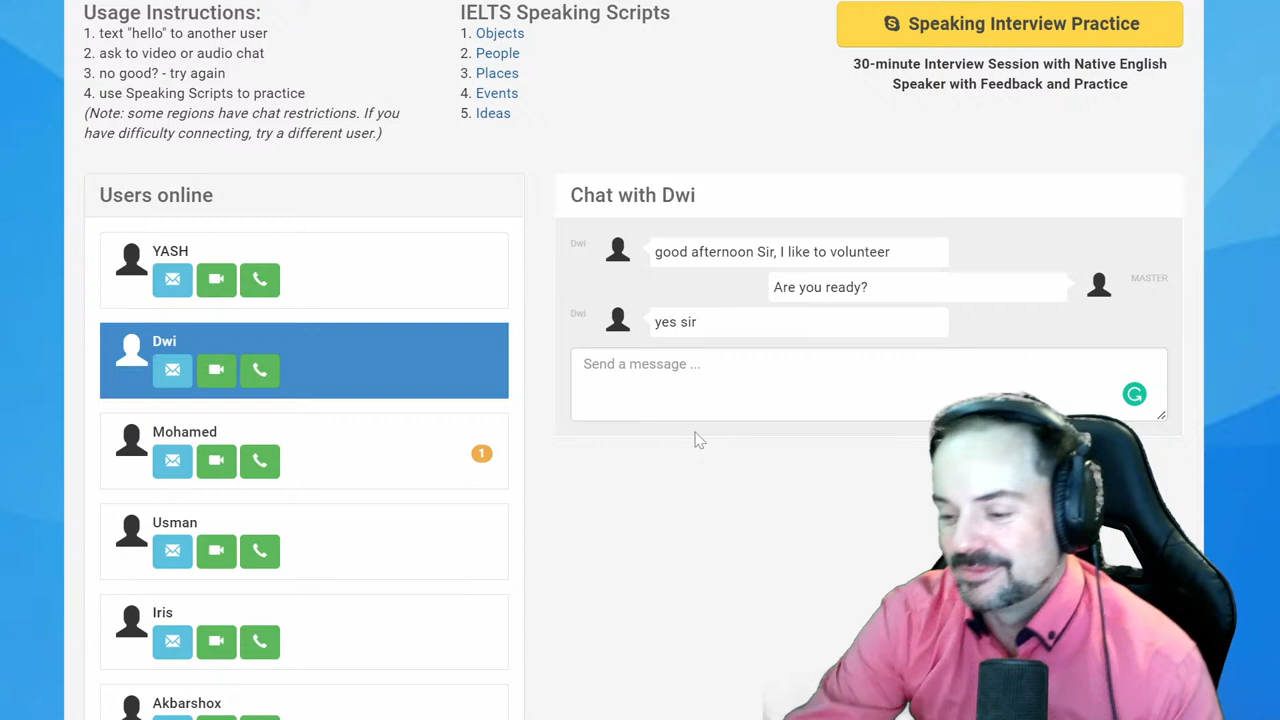 Usage Instructions:
1. text "hello" to another user
2. ask to video or audio chat
3. no good? - try again
4. use Speaking Scripts to practice
(Note: some regions have chat restrictions. If you
have difficulty connecting, try a different user.)
IELTS Speaking Scripts
1. Objects
2. People
3. Places
4. Events
5. Ideas
Speaking Interview Practice
30-minute Interview Session with Native English
Speaker with Feedback and Practice
Users online
YASH
Dwi
Mohamed
1
Usman
Iris
Akbarshox
Chat with Dwi
Dwi
good afternoon Sir, I like to volunteer
Are you ready?
MASTER
Dwi
yes sir
Send a message ...